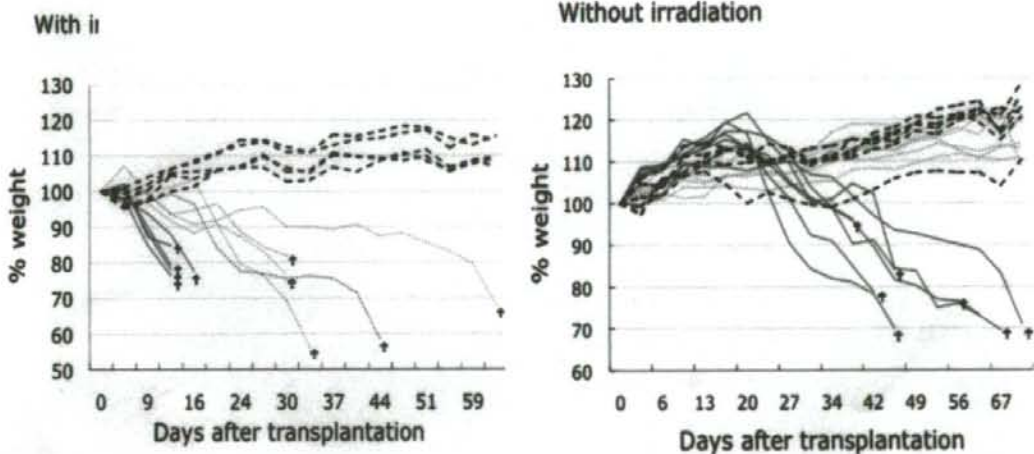 With
Without irradiation
130
120
110
100
90
80
70
60
50
% weight
0 9 16 24 30 37 44 51 59
Days after transplantation
130
120
110
100
90
80
70
60
% weight
0 6 13 20 27 34 42 49 56 67
Days after transplantation